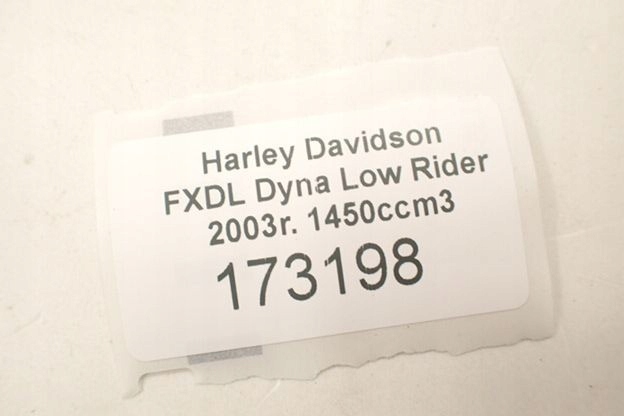 Harley Davidson
FXDL Dyna Low Rider
2003r. 1450ccm3
173198